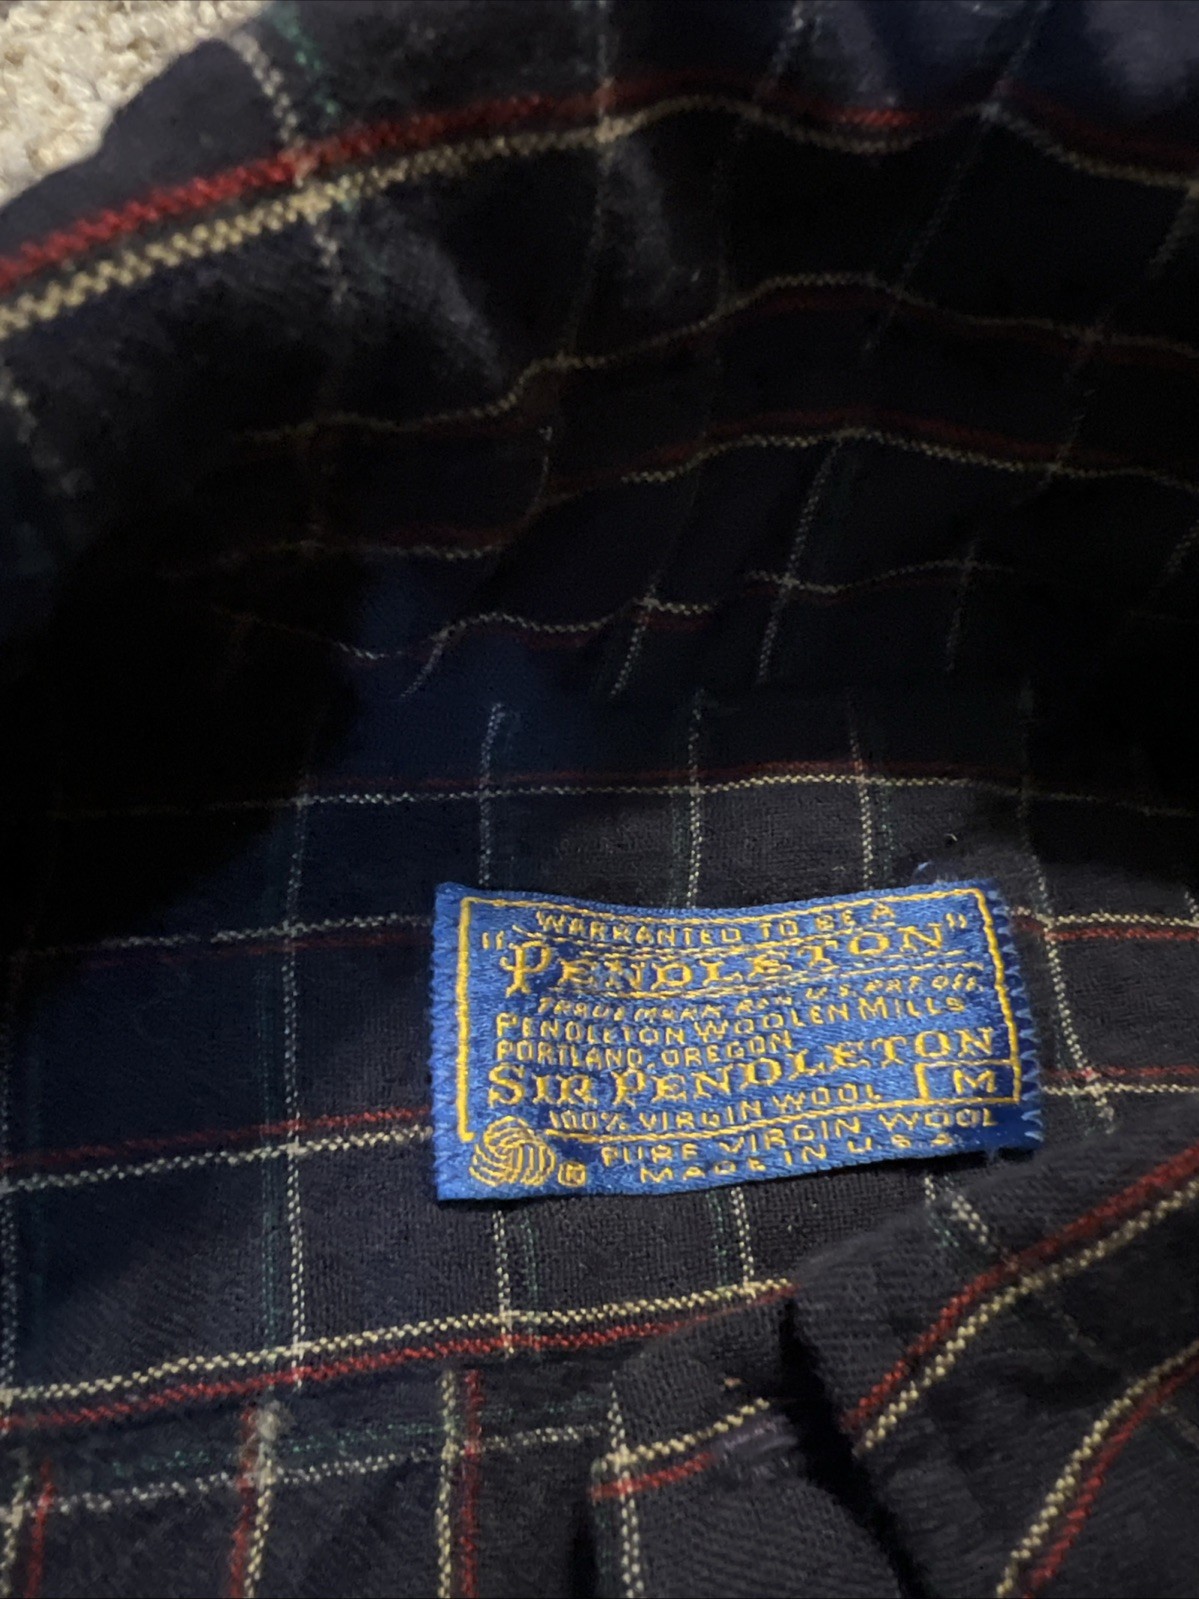 WARRANTED TO BE A
"PENDLETON"
TRADE MARK REG. U.S. PAT. OFF.
PENDLETON WOOLEN MILLS
PORTLAND, OREGON
SIR PENDLETON
100% VIRGIN WOOL M
PURE VIRGIN WOOL
® MADE IN U.S.A.